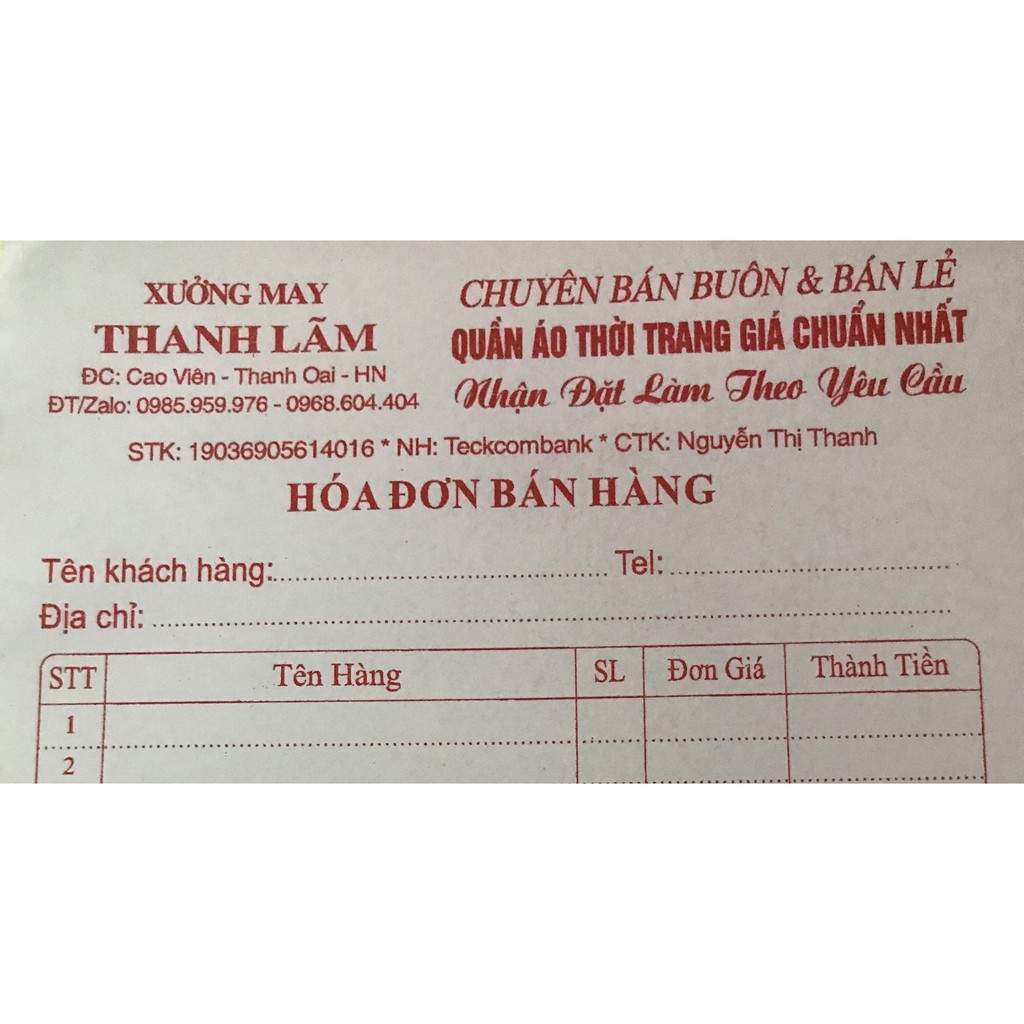 XƯỞNG MAY
THANH LÃM
ĐC: Cao Viên - Thanh Oai - HN
ĐT/Zalo: 0985.959.976 - 0968.604.404
CHUYÊN BÁN BUÔN & BÁN LẺ
QUẦN ÁO THỜI TRANG GIÁ CHUẨN NHẤT
Nhận Đặt Làm Theo Yêu Cầu
STK: 19036905614016 * NH: Teckcombank * CTK: Nguyễn Thị Thanh
HÓA ĐƠN BÁN HÀNG
Tên khách hàng: Tel:
Địa chỉ:
STT Tên Hàng SL Đơn Giá Thành Tiền
1
2